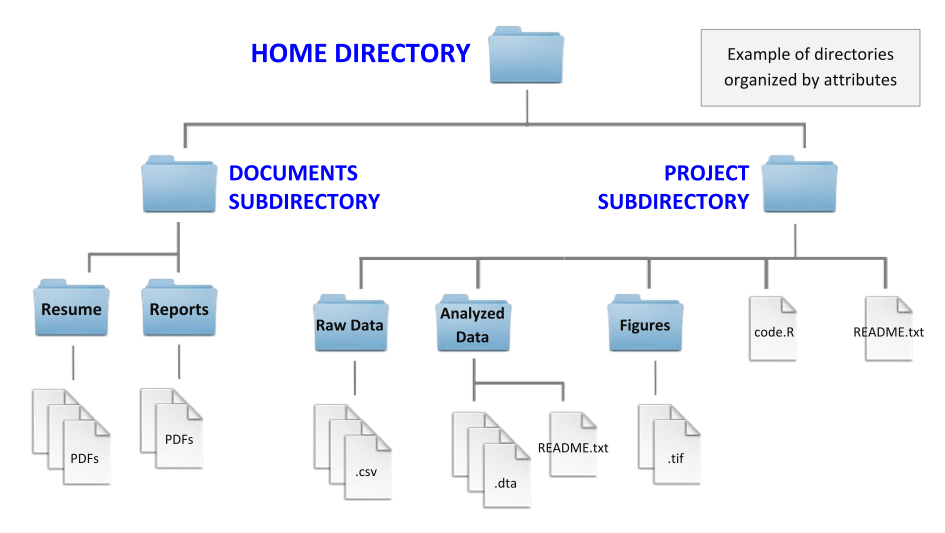 HOME DIRECTORY
Example of directories
organized by attributes
DOCUMENTS
SUBDIRECTORY
PROJECT
SUBDIRECTORY
Resume
Reports
Raw Data
Analyzed
Data
Figures
code.R
README.txt
PDFs
PDFs
.csv
.dta
README.txt
.tif